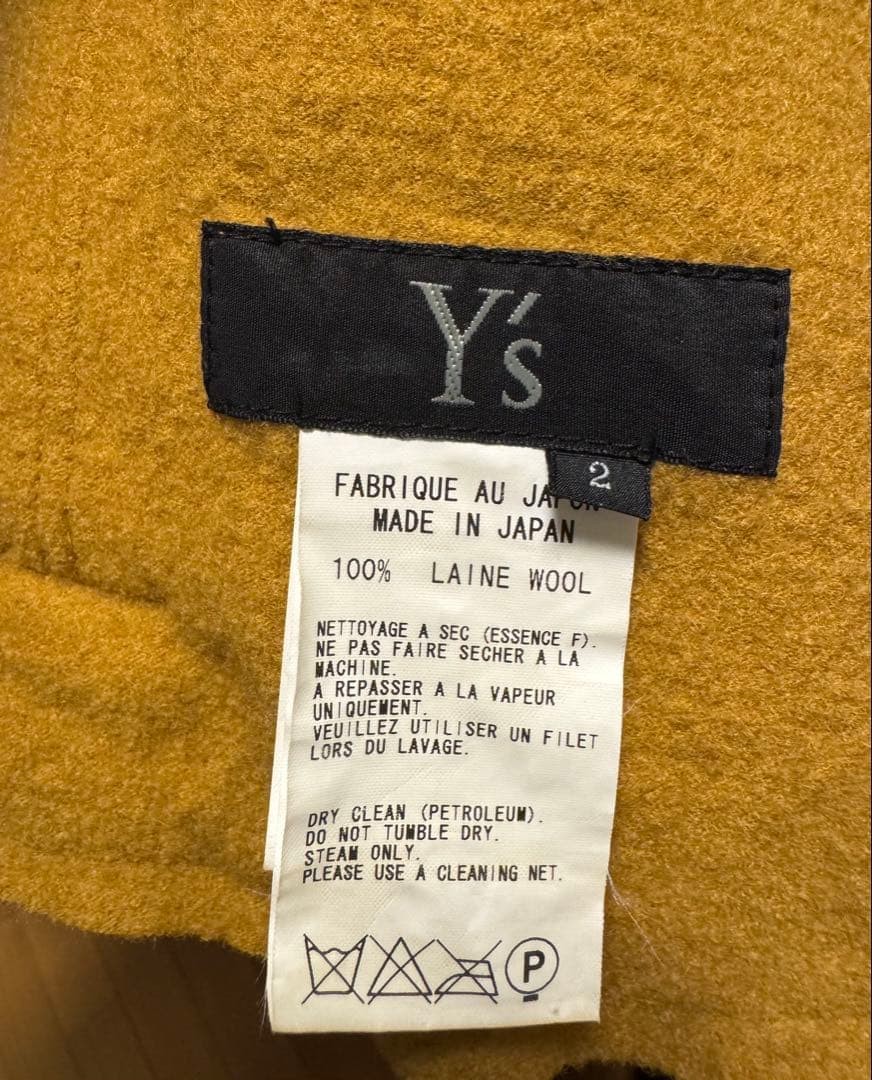 Y's
2
FABRIQUE AU JAPON
MADE IN JAPAN
100% LAINE WOOL
NETTOYAGE A SEC (ESSENCE F).
NE PAS FAIRE SECHER A LA
MACHINE.
A REPASSER A LA VAPEUR
UNIQUEMENT.
VEUILLEZ UTILISER UN FILET
LORS DU LAVAGE.
DRY CLEAN (PETROLEUM).
DO NOT TUMBLE DRY.
STEAM ONLY.
PLEASE USE A CLEANING NET.
P